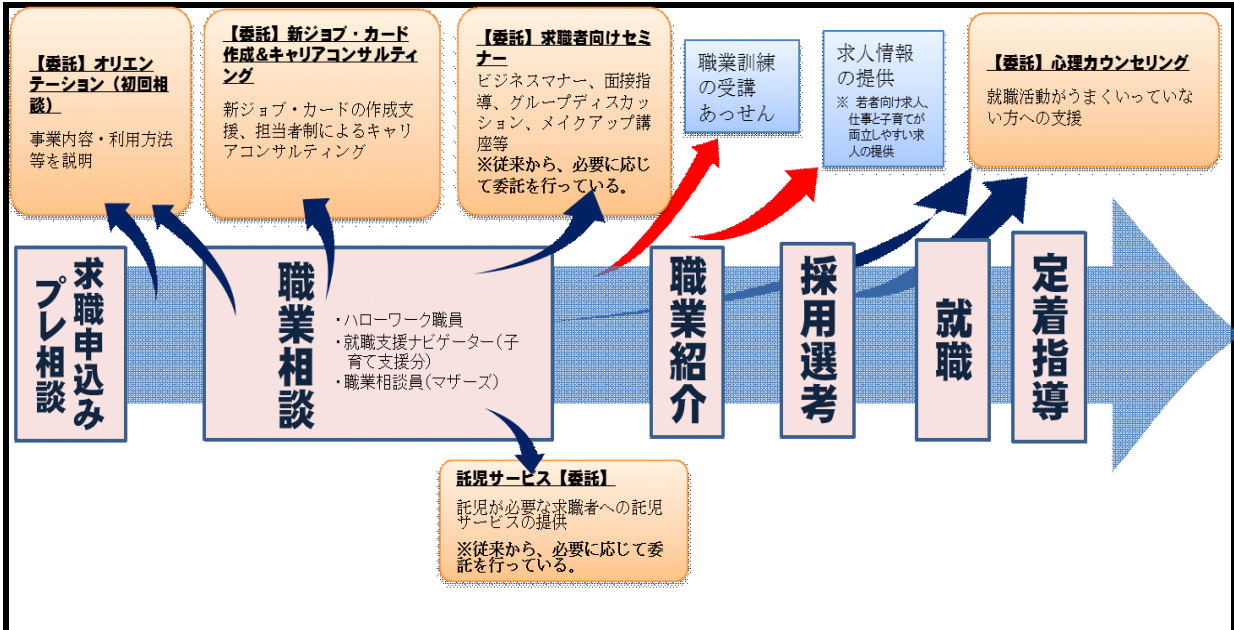 【委託】オリエン
テーション（初回相
談）
事業内容・利用方法
等を説明
【委託】新ジョブ・カード
作成&キャリアコンサルティ
ング
新ジョブ・カードの作成支
援、担当者制によるキャリ
アコンサルティング
【委託】求職者向けセミ
ナー
ビジネスマナー、面接指
導、グループディスカッ
ション、メイクアップ講
座等
※従来から、必要に応じ
て委託を行っている。
職業訓練
の受講
あっせん
求人情報
の提供
※ 若者向け求人、
仕事と子育てが
両立しやすい求
人の提供
【委託】心理カウンセリング
就職活動がうまくいっていな
い方への支援
求職申込み
プレ相談
職業相談
・ハローワーク職員
・就職支援ナビゲーター(子
育て支援分)
・職業相談員(マザーズ)
職業紹介
採用選考
就職
定着指導
託児サービス【委託】
託児が必要な求職者への託児
サービスの提供
※従来から、必要に応じて委
託を行っている。